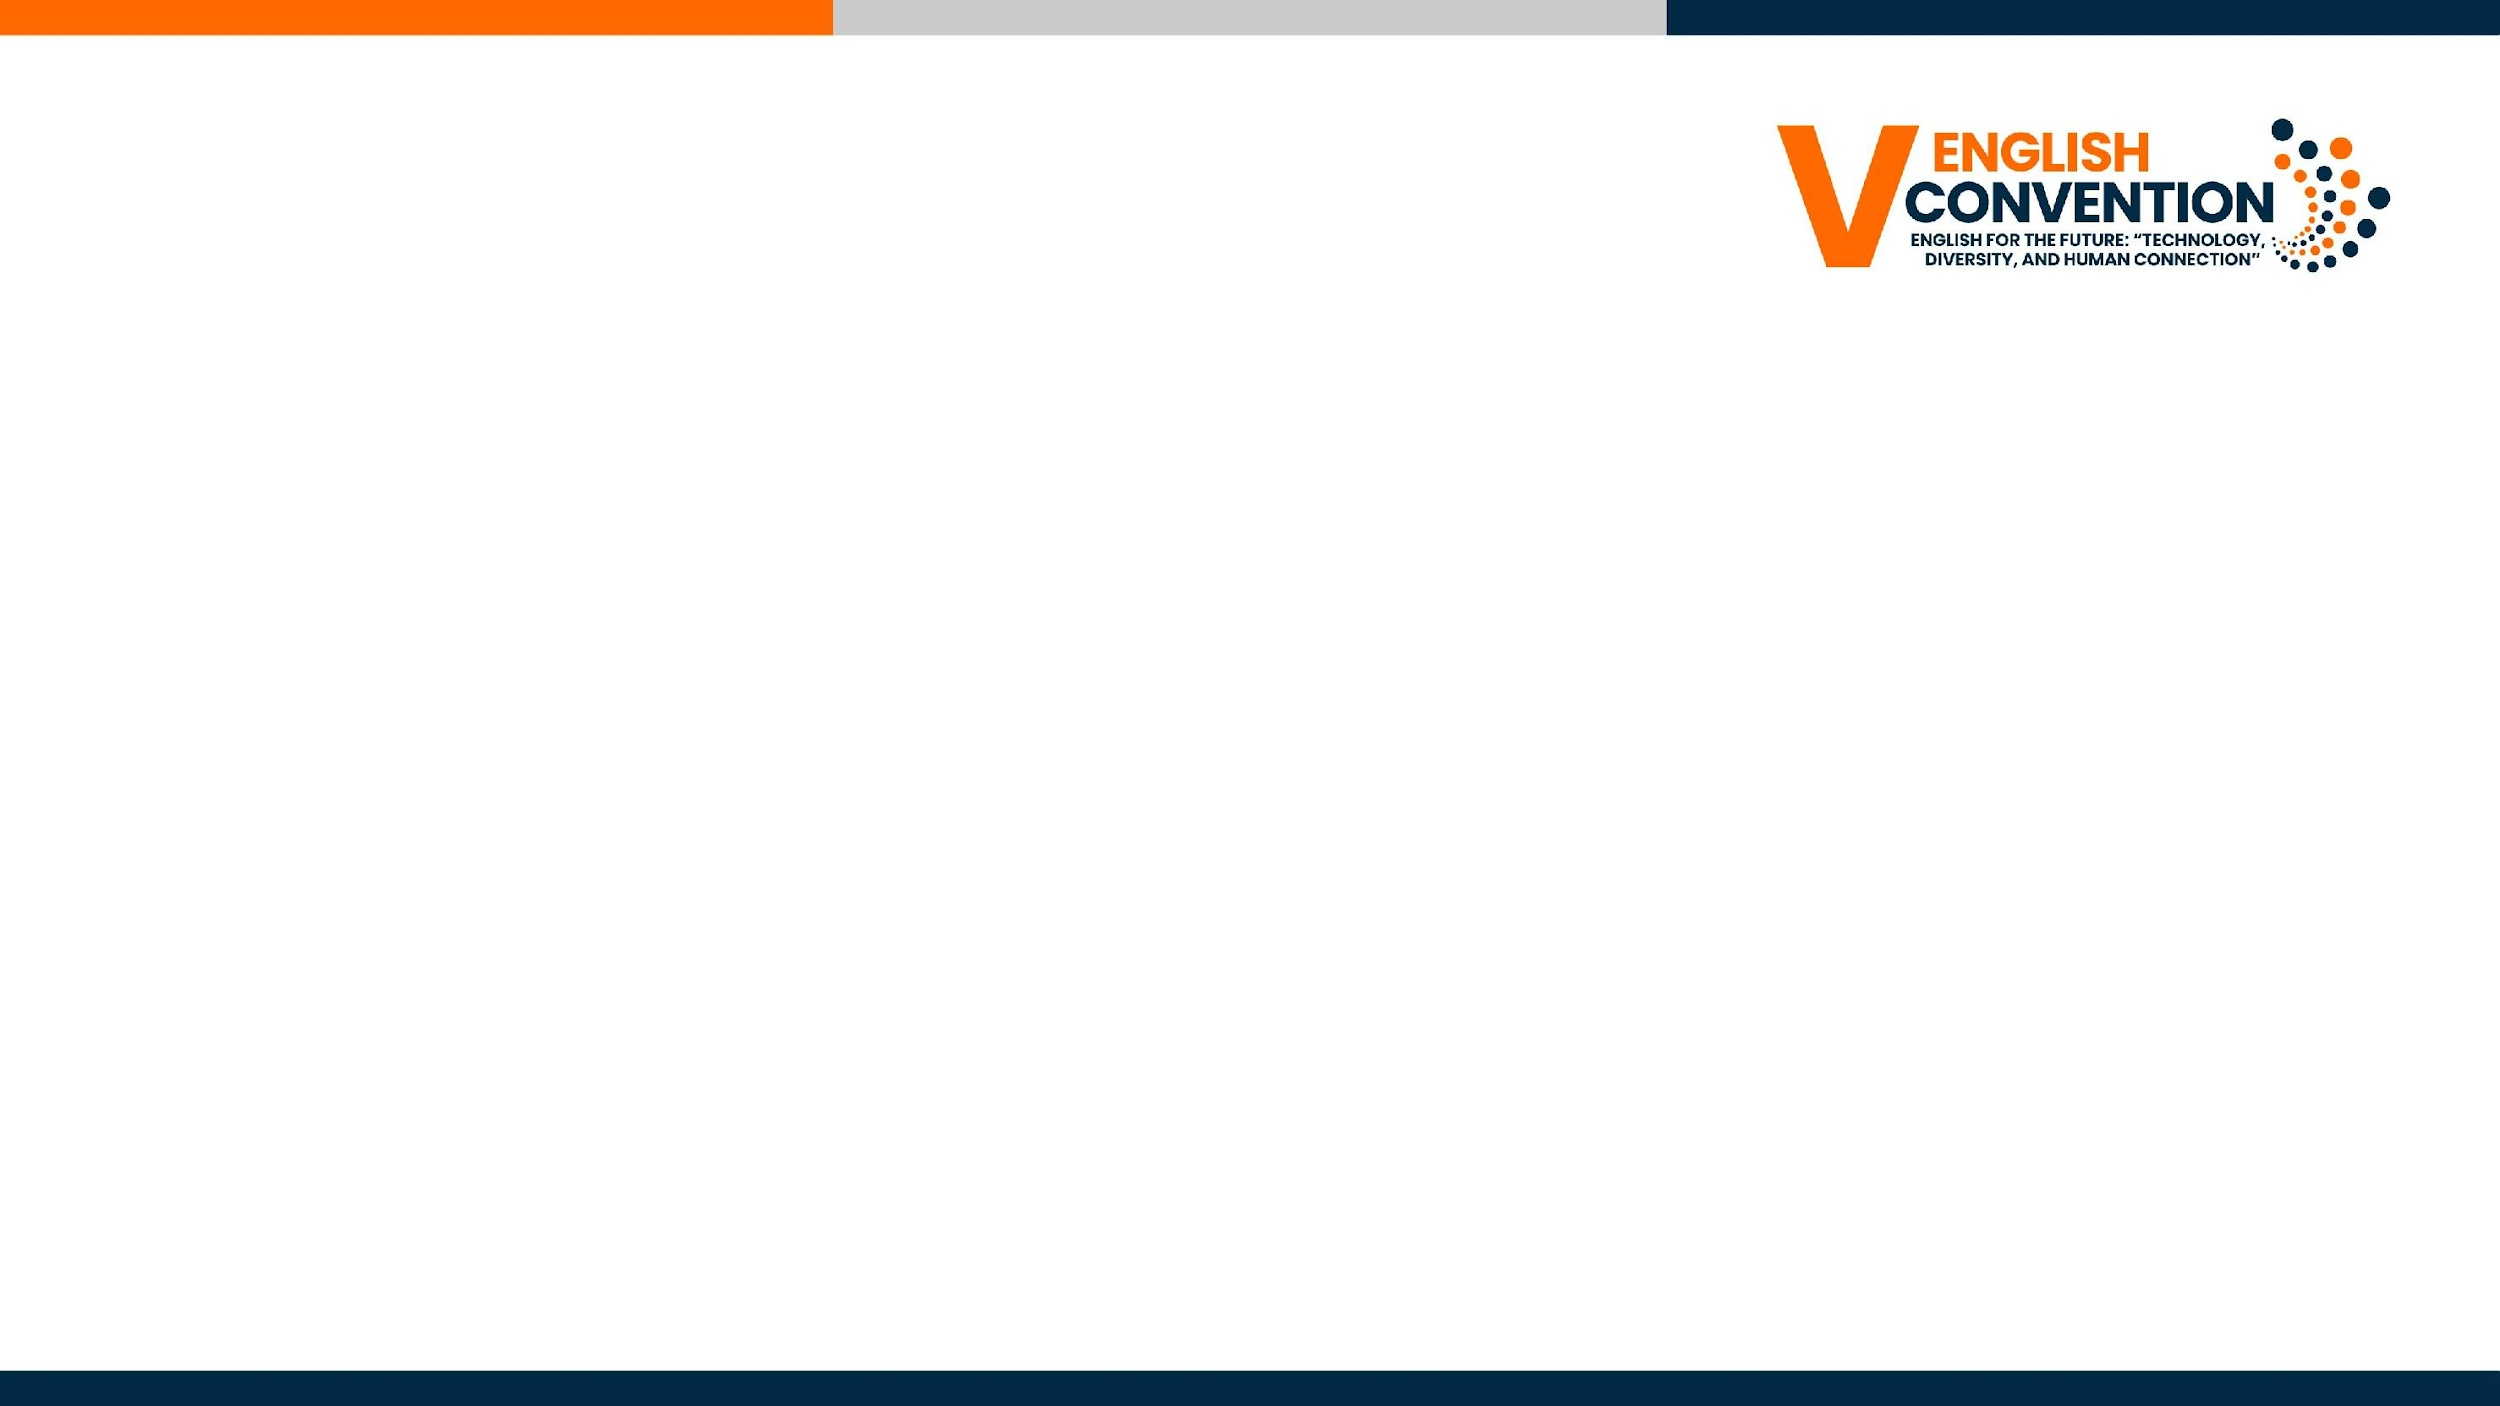 V ENGLISH
CONVENTION
ENGLISH FOR THE FUTURE: “TECHNOLOGY,
DIVERSITY, AND HUMAN CONNECTION”